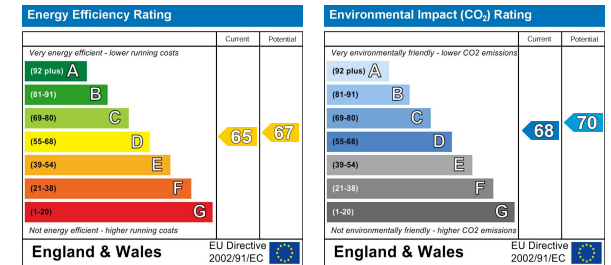 Energy Efficiency Rating
Current Potential
Very energy efficient - lower running costs
(92 plus) A
(81-91) B
(69-80) C
(55-68) D
(39-54) E
(21-38) F
(1-20) G
65
67
Not energy efficient - higher running costs
England & Wales
EU Directive
2002/91/EC
Environmental Impact (CO2) Rating
Current Potential
Very environmentally friendly - lower CO2 emissions
(92 plus) A
(81-91) B
(69-80) C
(55-68) D
(39-54) E
(21-38) F
(1-20) G
68
70
Not environmentally friendly - higher CO2 emissions
England & Wales
EU Directive
2002/91/EC